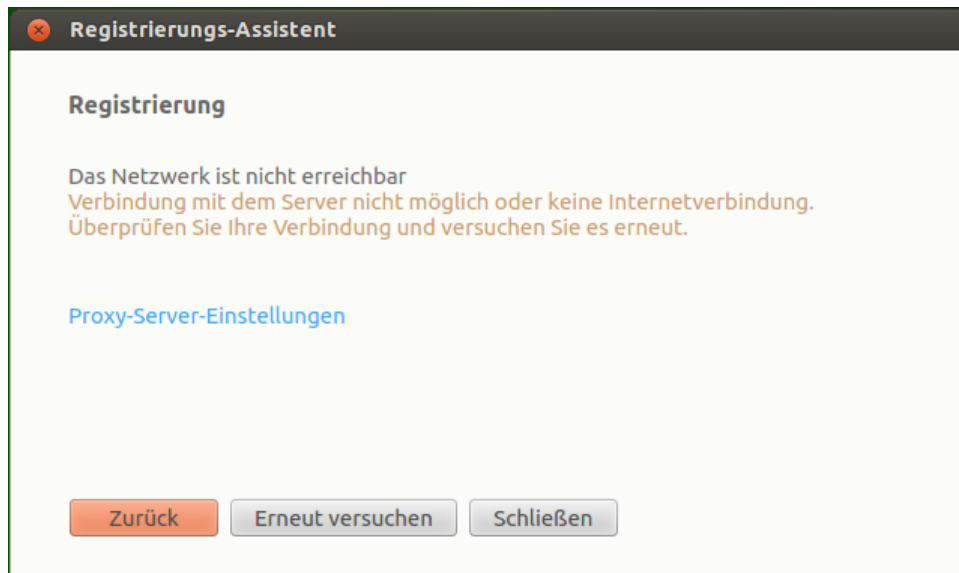 Registrierungs-Assistent
Registrierung
Das Netzwerk ist nicht erreichbar
Verbindung mit dem Server nicht möglich oder keine Internetverbindung.
Überprüfen Sie Ihre Verbindung und versuchen Sie es erneut.
Proxy-Server-Einstellungen
Zurück Erneut versuchen Schließen